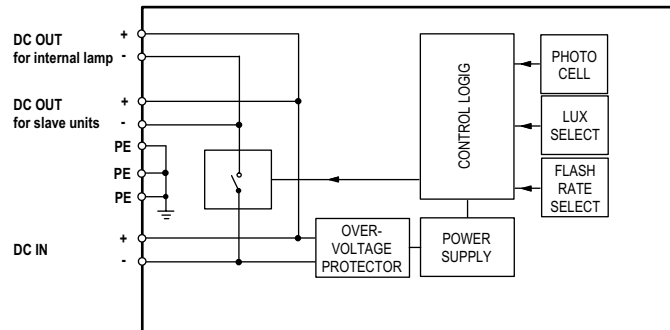 DC OUT
for internal lamp
+
-
DC OUT
for slave units
+
-
PE
PE
PE
DC IN
+
-
CONTROL LOGIG
PHOTO
CELL
LUX
SELECT
FLASH
RATE
SELECT
OVER-
VOLTAGE
PROTECTOR
POWER
SUPPLY